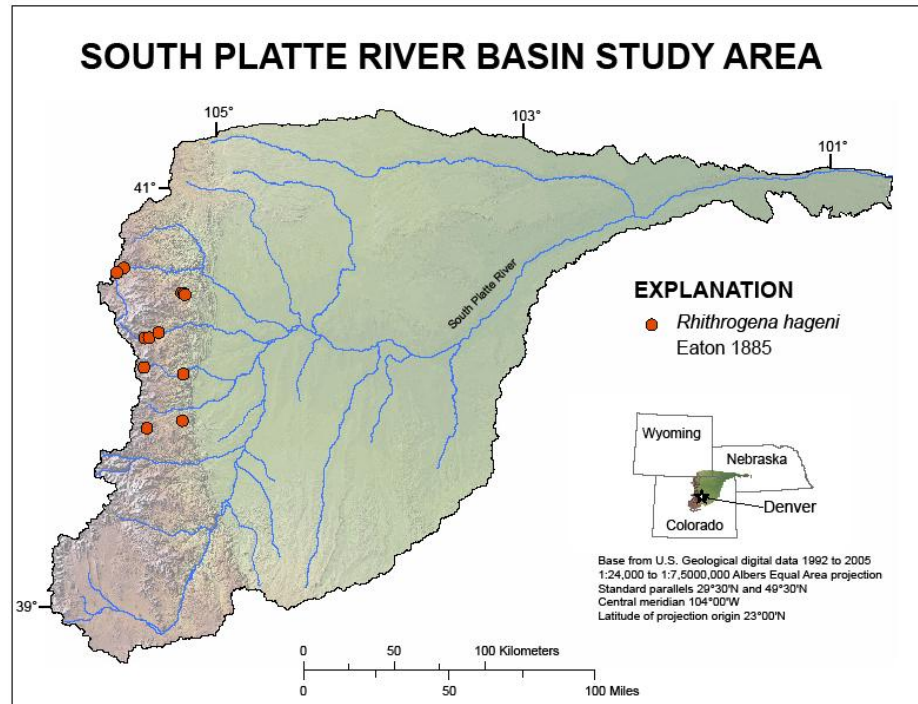 SOUTH PLATTE RIVER BASIN STUDY AREA
105°
103°
101°
41°
South Platte River
EXPLANATION
Rhithrogena hageni
Eaton 1885
Wyoming
Nebraska
Denver
Colorado
Base from U.S. Geological digital data 1992 to 2005
1:24,000 to 1:7,5000,000 Albers Equal Area projection
Standard parallels 29°30'N and 49°30'N
Central meridian 104°00'W
Latitude of projection origin 23°00'N
39°
0 50 100 Kilometers
0 50 100 Miles